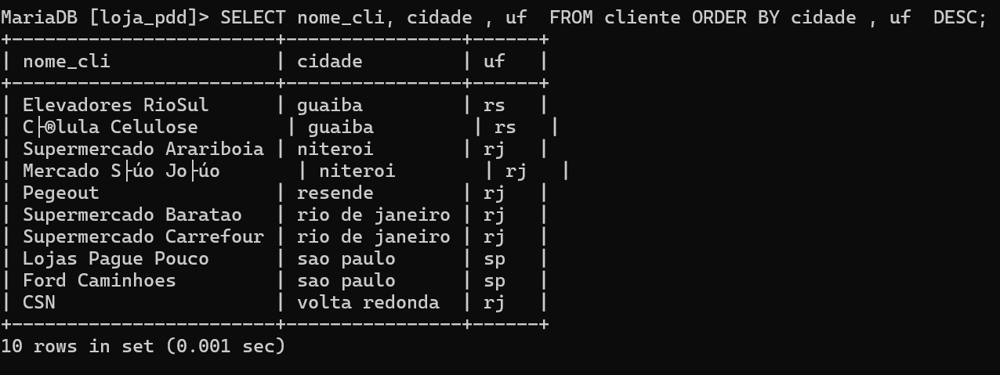 MariaDB [loja_pdd]> SELECT nome_cli, cidade , uf  FROM cliente ORDER BY cidade , uf  DESC;
+------------------------+----------------+------+
| nome_cli               | cidade         | uf   |
+------------------------+----------------+------+
| Elevadores RioSul      | guaiba         | rs   |
| C├®lula Celulose        | guaiba         | rs   |
| Supermercado Arariboia | niteroi        | rj   |
| Mercado S├úo Jo├úo       | niteroi        | rj   |
| Pegeout                | resende        | rj   |
| Supermercado Baratao   | rio de janeiro | rj   |
| Supermercado Carrefour | rio de janeiro | rj   |
| Lojas Pague Pouco      | sao paulo      | sp   |
| Ford Caminhoes         | sao paulo      | sp   |
| CSN                    | volta redonda  | rj   |
+------------------------+----------------+------+
10 rows in set (0.001 sec)